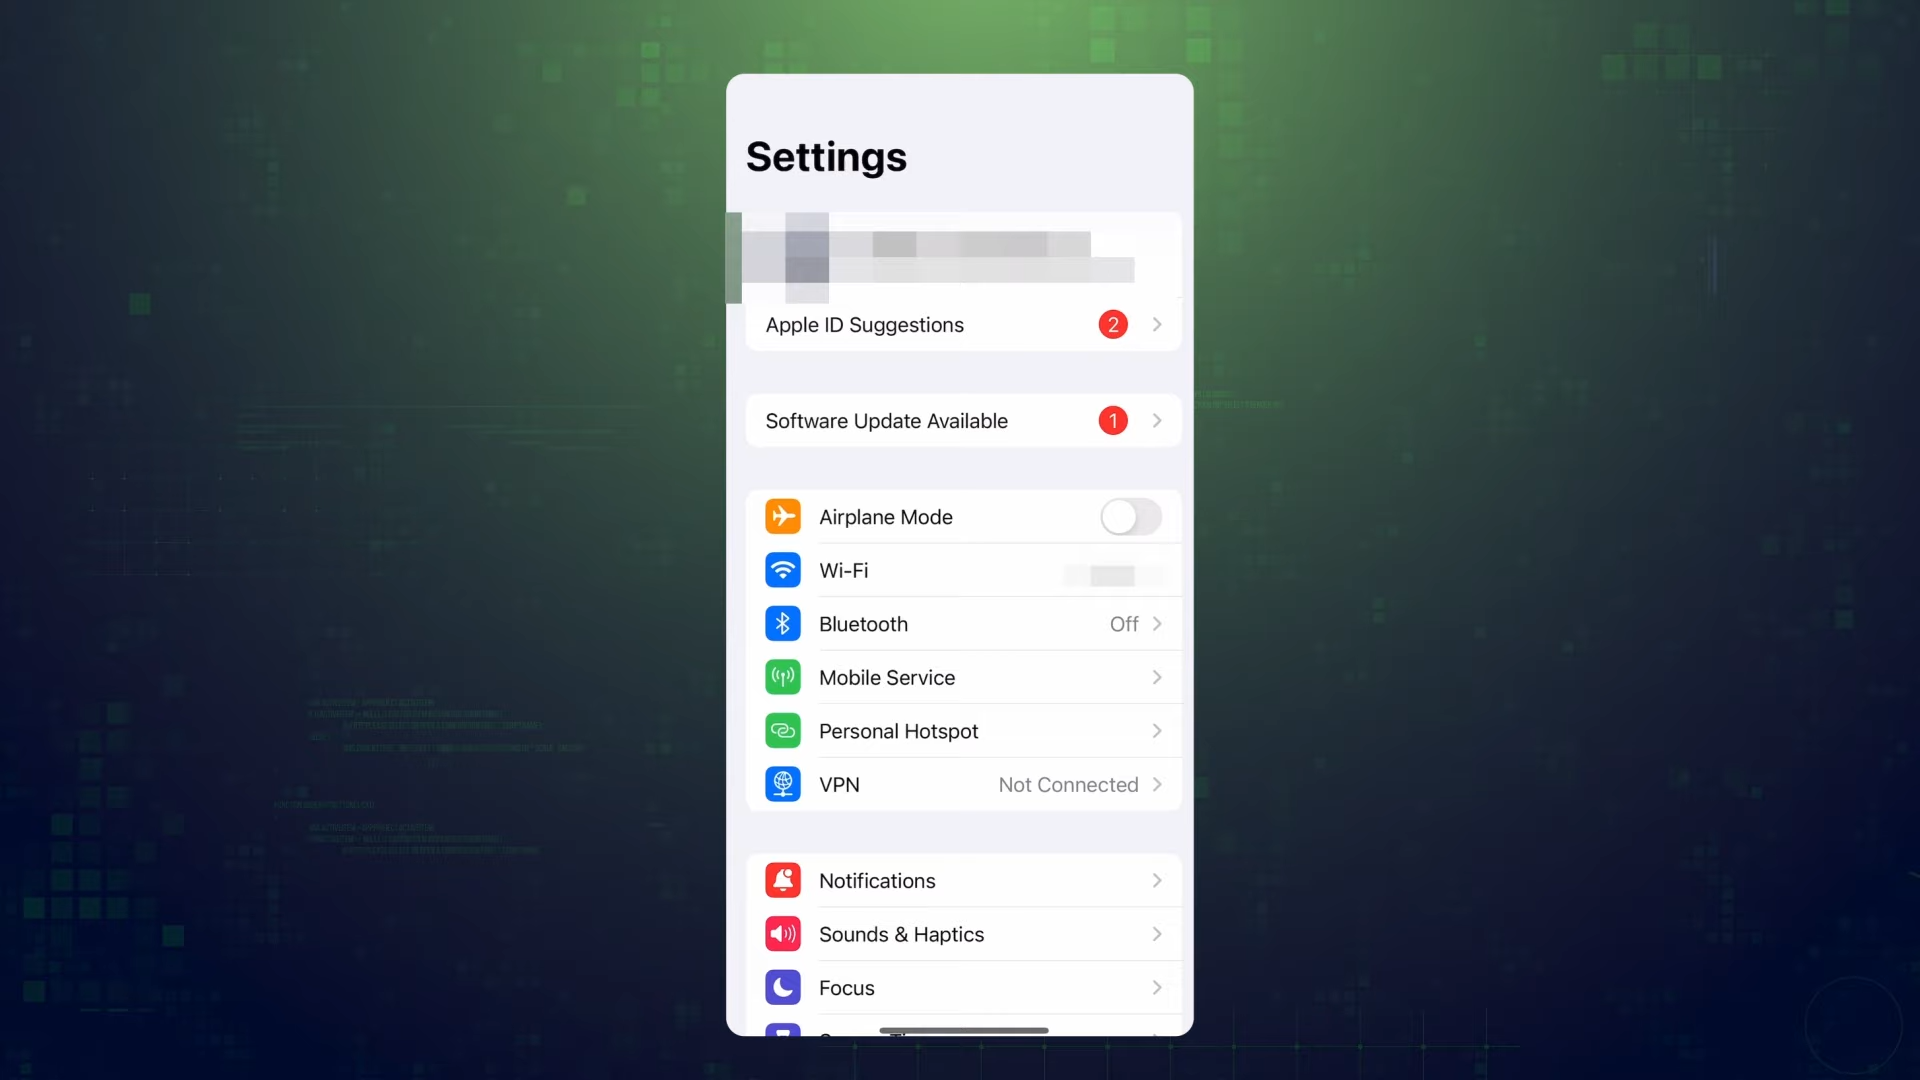 Settings
Apple ID Suggestions 2
Software Update Available 1
Airplane Mode
Wi-Fi
Bluetooth Off
Mobile Service
Personal Hotspot
VPN Not Connected
Notifications
Sounds & Haptics
Focus